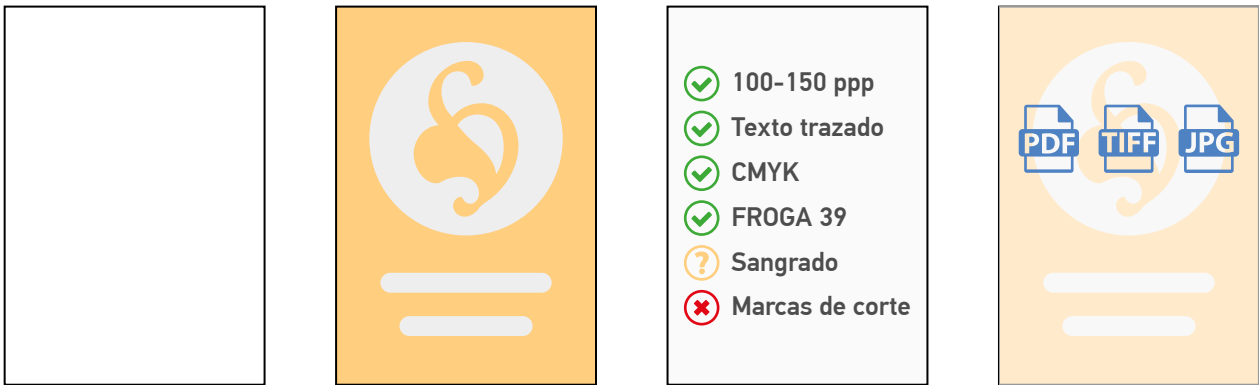 100-150 ppp
Texto trazado
CMYK
FROGA 39
Sangrado
Marcas de corte
PDF TIFF JPG